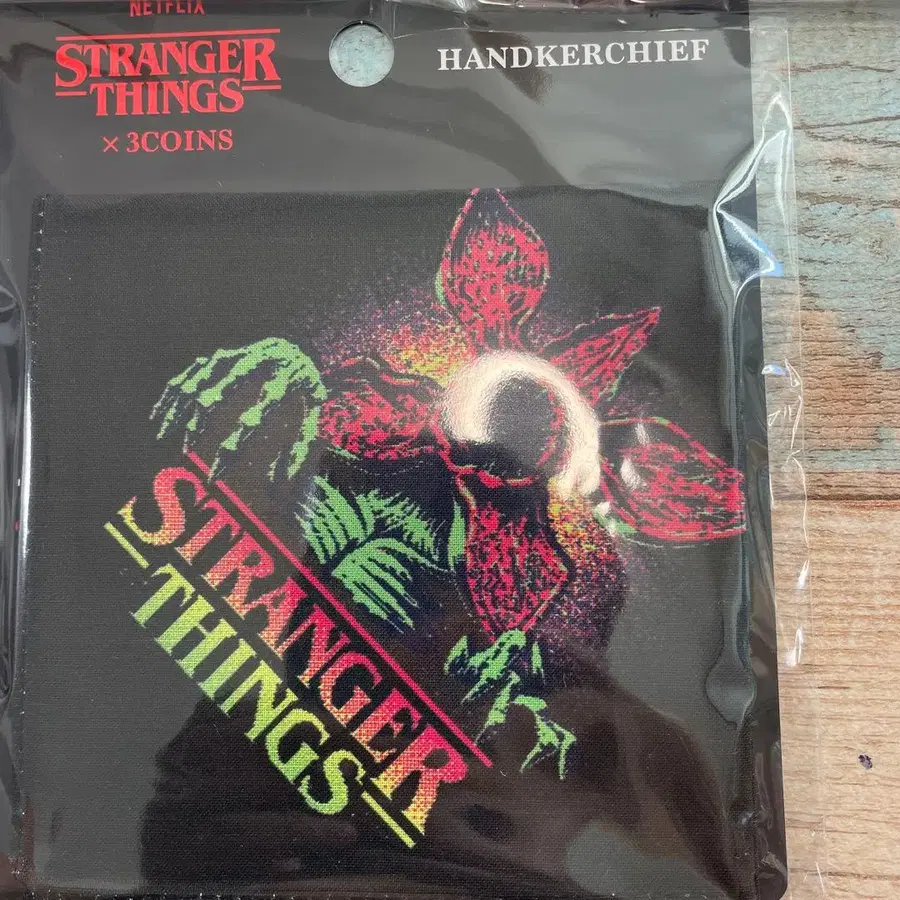 NETFLIX
STRANGER
THINGS
× 3COINS
HANDKERCHIEF
STRANGER
THINGS